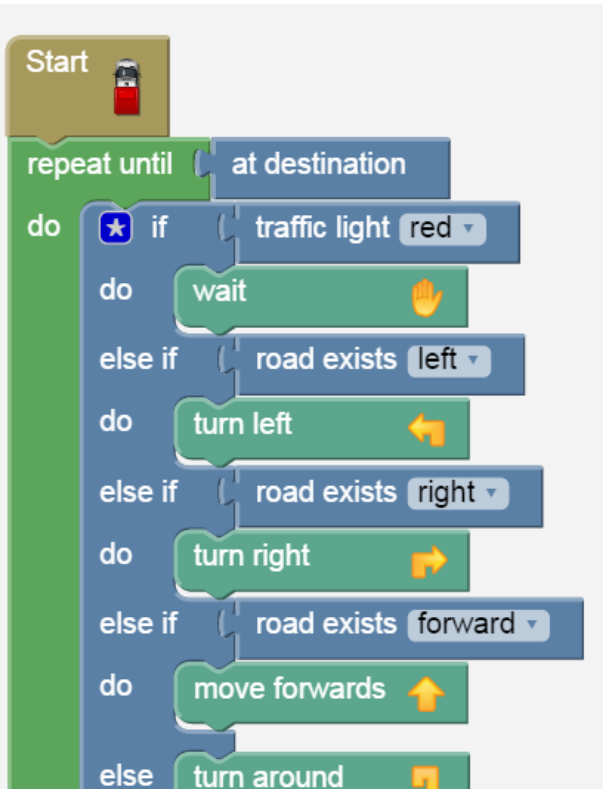 Start
repeat until at destination
do if traffic light red
do wait
else if road exists left
do turn left
else if road exists right
do turn right
else if road exists forward
do move forwards
else turn around